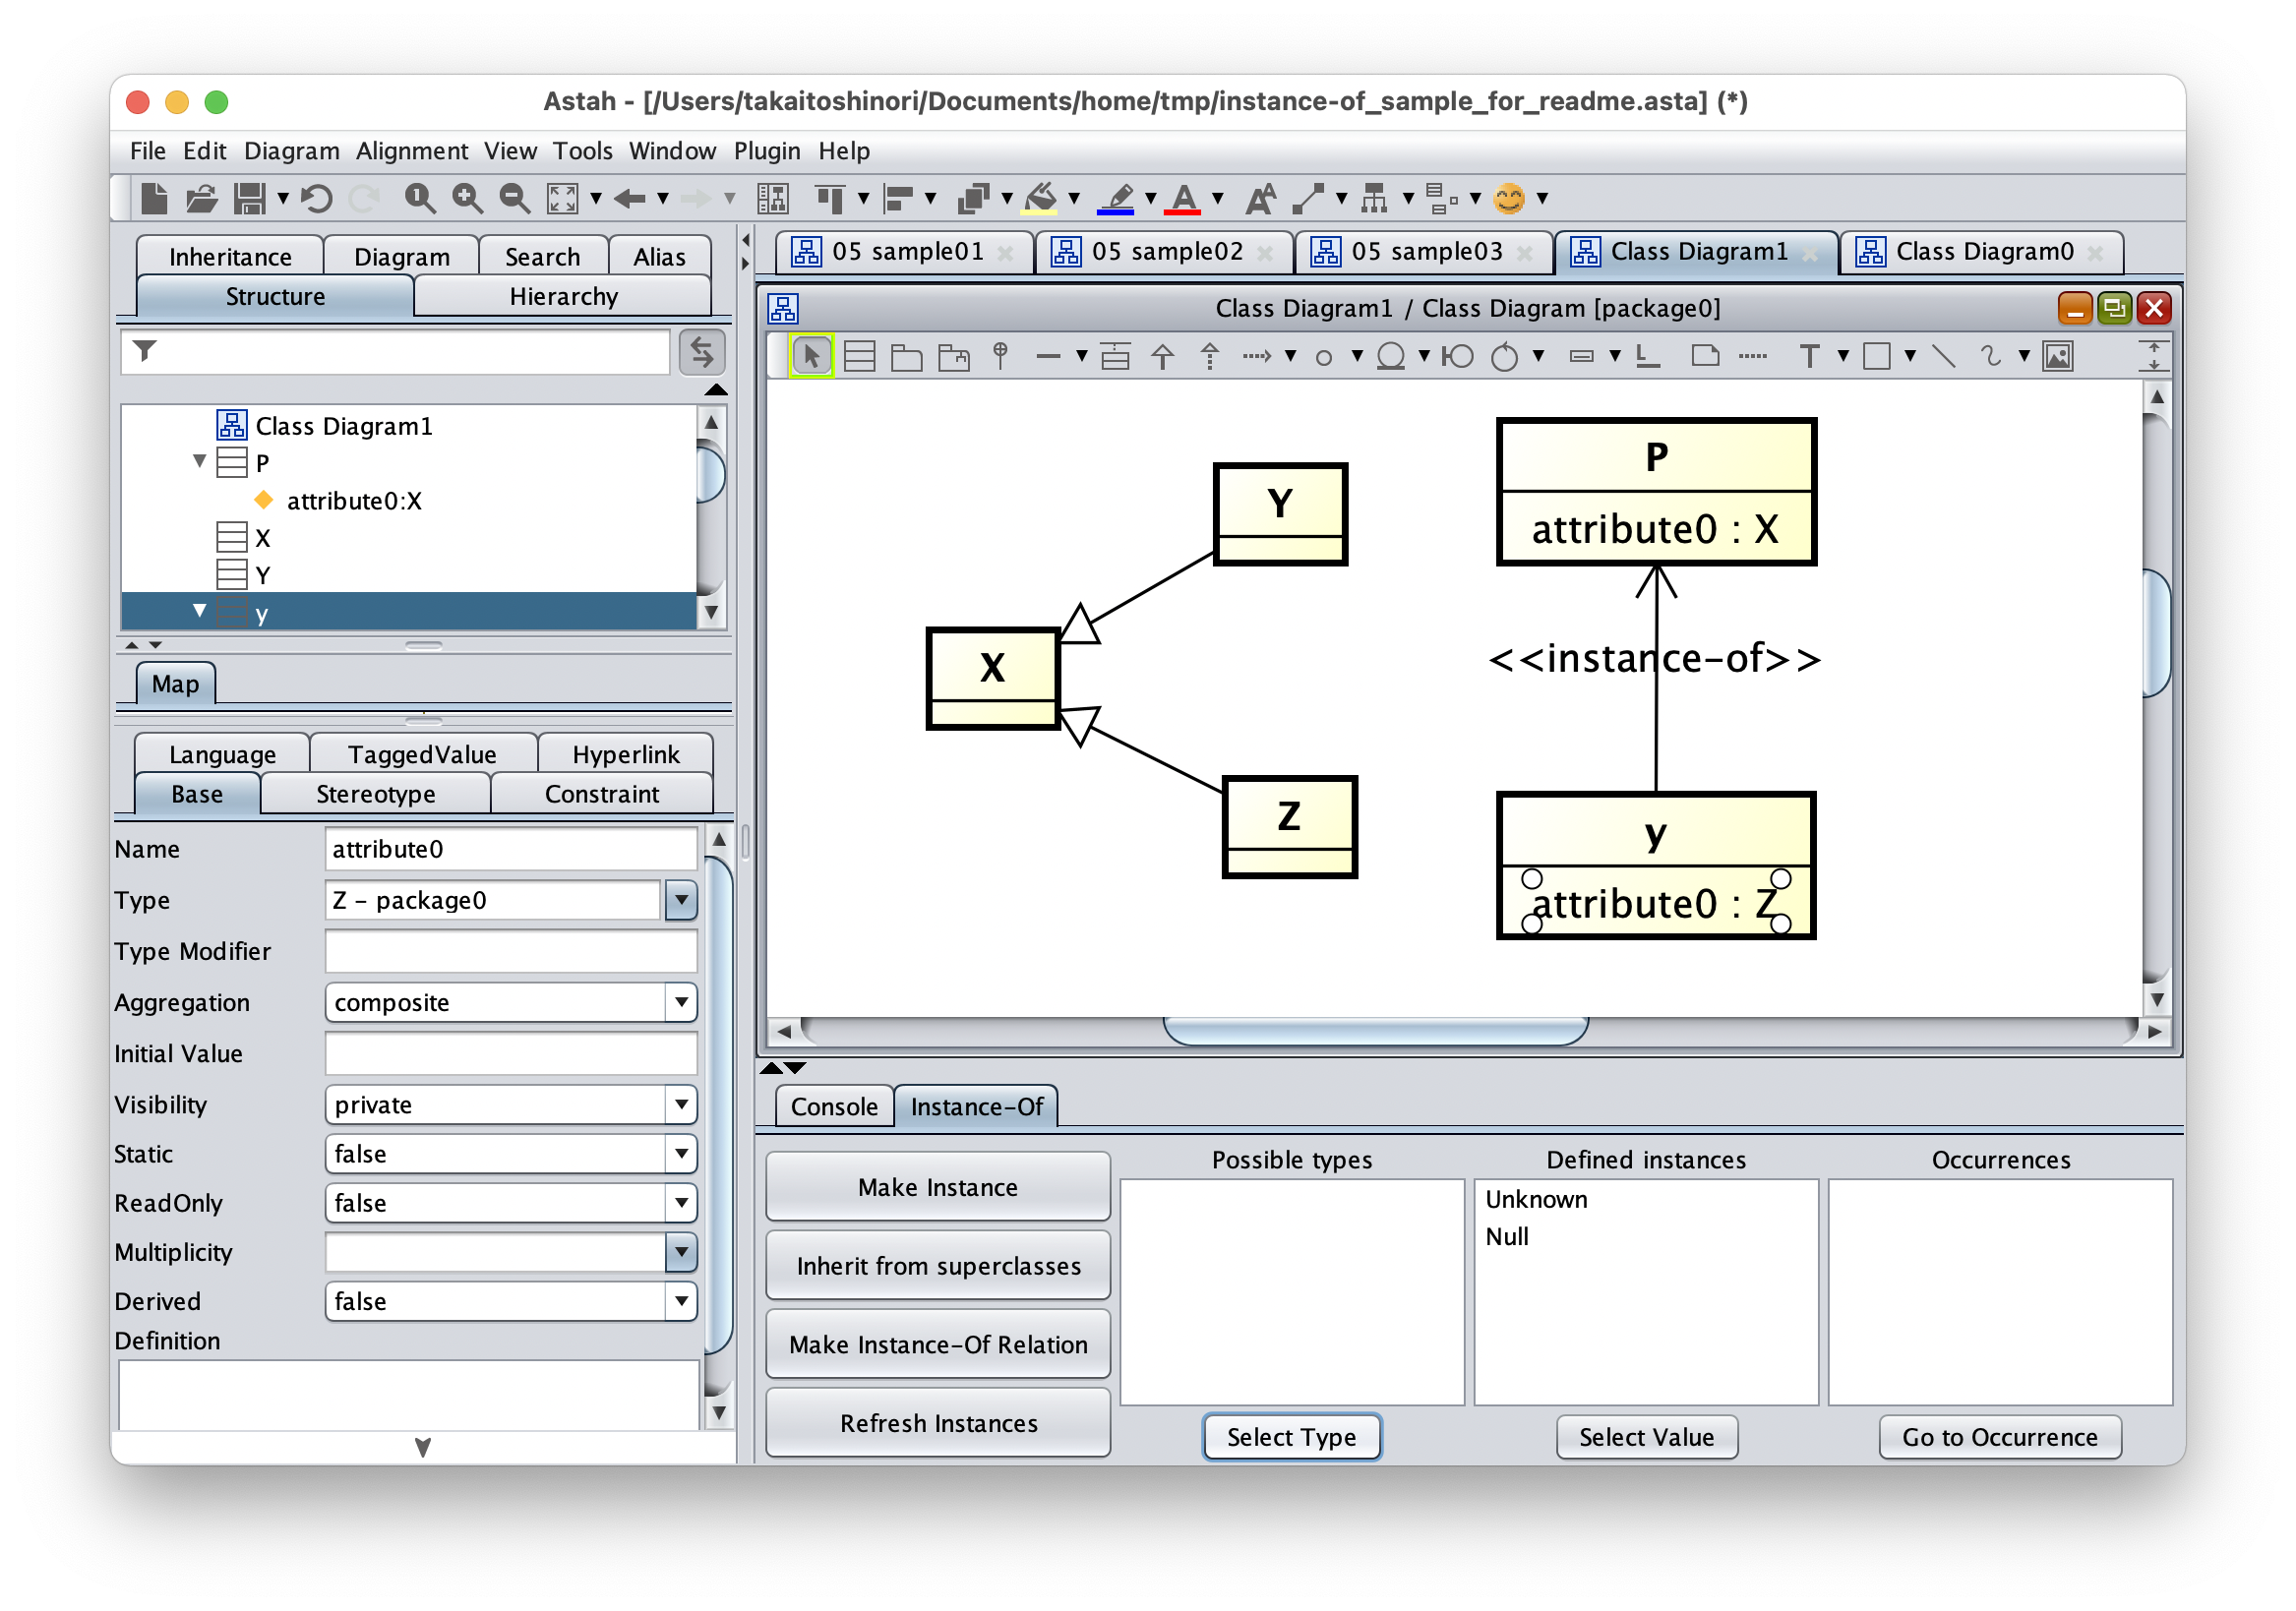 Astah - [/Users/takaitoshinori/Documents/home/tmp/instance-of_sample_for_readme.asta] (*)
File Edit Diagram Alignment View Tools Window Plugin Help
1
A A A
Inheritance Diagram Search Alias
Structure Hierarchy
Class Diagram1
P
attribute0:X
X
Y
y
Map
Language TaggedValue Hyperlink
Base Stereotype Constraint
Name attribute0
Type Z - package0
Type Modifier
Aggregation composite
Initial Value
Visibility private
Static false
ReadOnly false
Multiplicity
Derived false
Definition
05 sample01 05 sample02 05 sample03 Class Diagram1 Class Diagram0
Class Diagram1 / Class Diagram [package0]
T
Y
X
Z
P
attribute0 : X
<<instance-of>>
y
attribute0 : Z
Console Instance-Of
Make Instance
Inherit from superclasses
Make Instance-Of Relation
Refresh Instances
Possible types
Select Type
Defined instances
Unknown
Null
Select Value
Occurrences
Go to Occurrence